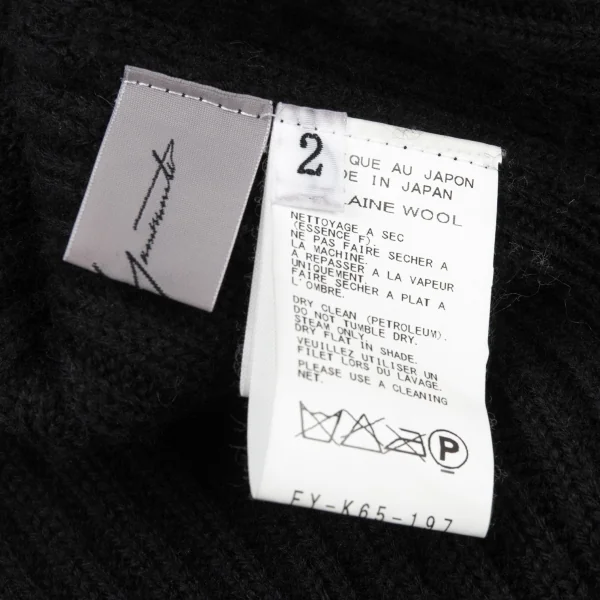 2
QUE AU JAPON
DE IN JAPAN
LAINE WOOL
NETTOYAGE A SEC
(ESSENCE F).
NE PAS FAIRE SECHER A
LA MACHINE.
A REPASSER A LA VAPEUR
UNIQUEMENT.
FAIRE SECHER A PLAT A
L'OMBRE.
DRY CLEAN (PETROLEUM).
DO NOT TUMBLE DRY.
STEAM ONLY.
DRY FLAT IN SHADE.
VEUILLEZ UTILISER UN
FILET LORS DU LAVAGE.
PLEASE USE A CLEANING
NET.
P
FY-K65-197